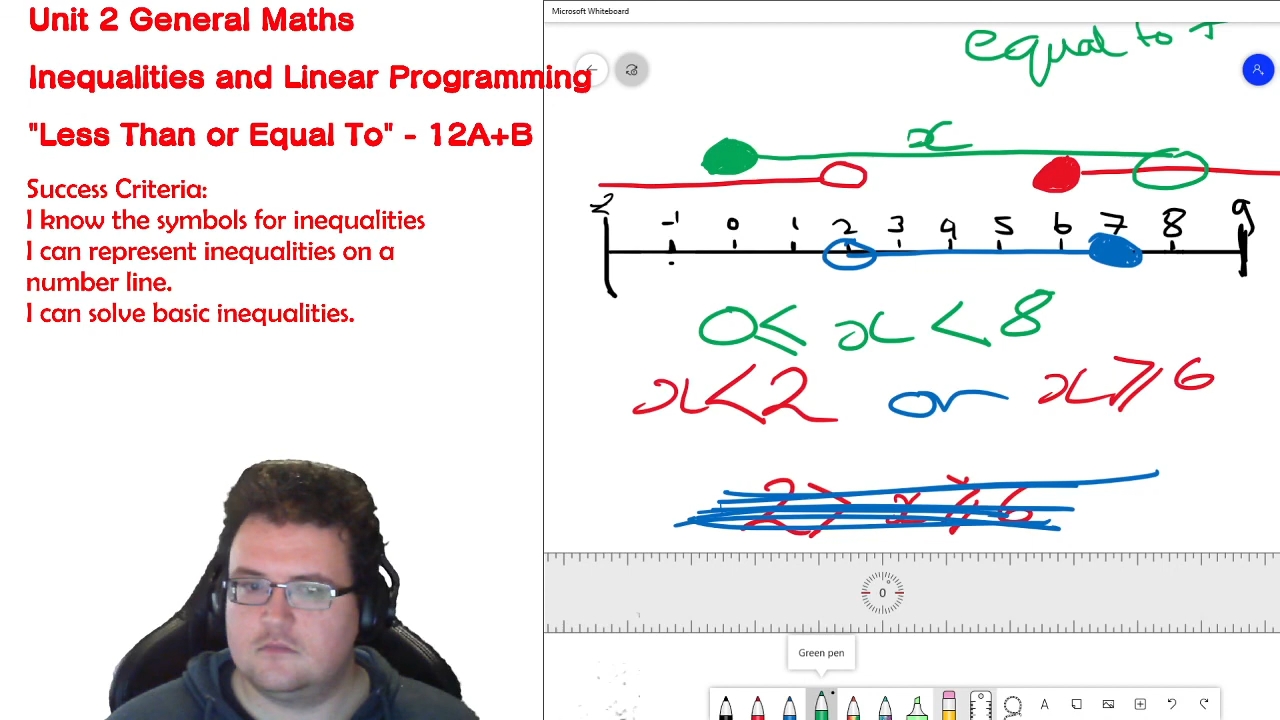 Unit 2 General Maths
Inequalities and Linear Programming
"Less Than or Equal To" - 12A+B
Success Criteria:
I know the symbols for inequalities
I can represent inequalities on a
number line.
I can solve basic inequalities.
Microsoft Whiteboard
equal to
x
-1 0 1 2 3 4 5 6 7 8 9
0 ≤ x < 8
x < 2 or x ≥ 6
0
Green pen
A